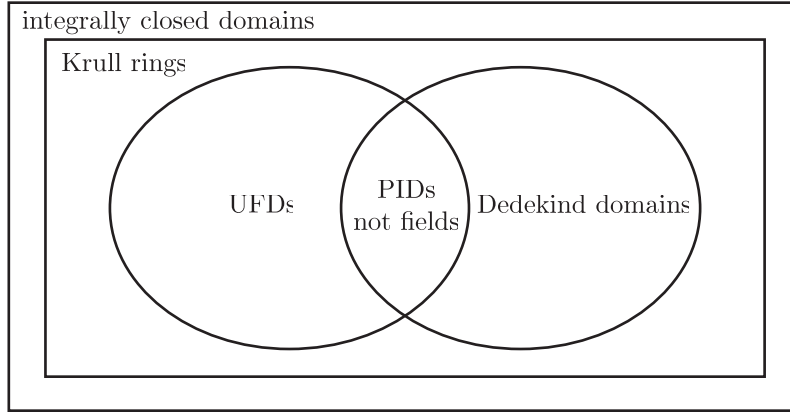 integrally closed domains
Krull rings
UFDs
PIDs
not fields
Dedekind domains